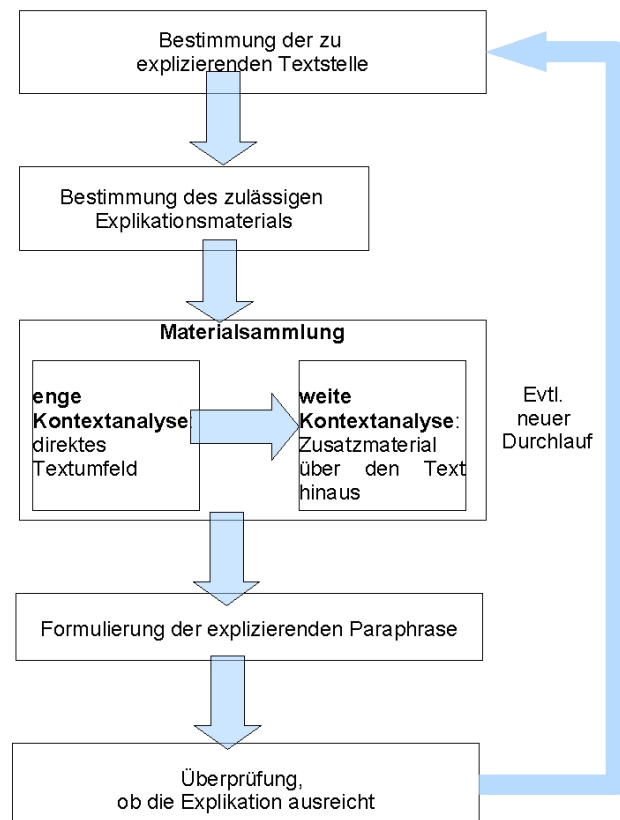 Bestimmung der zu
explizierenden Textstelle
Bestimmung des zulässigen
Explikationsmaterials
Materialsammlung
enge
Kontextanalyse:
direktes
Textumfeld
weite
Kontextanalyse:
Zusatzmaterial
über den Text
hinaus
Evtl.
neuer
Durchlauf
Formulierung der explizierenden Paraphrase
Überprüfung,
ob die Explikation ausreicht